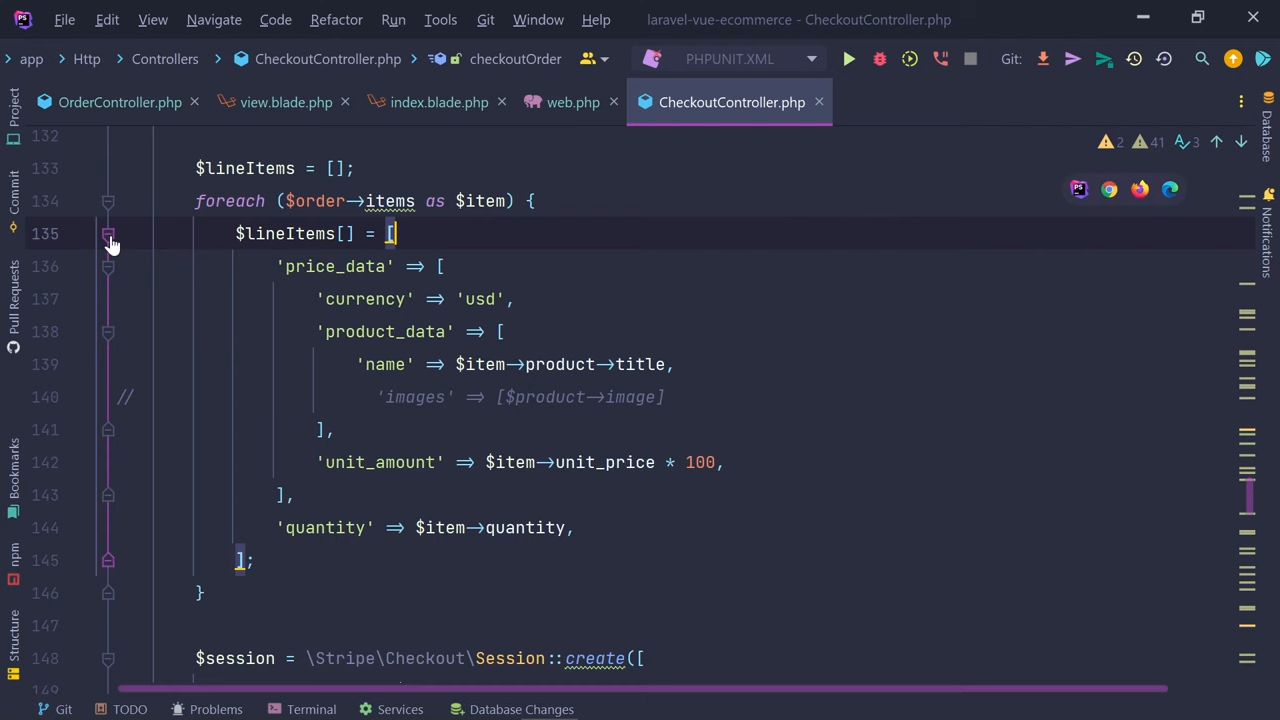 File Edit View Navigate Code Refactor Run Tools Git Window Help laravel-vue-ecommerce - CheckoutController.php
app Http Controllers CheckoutController.php checkoutOrder PHPUNIT.XML Git:
OrderController.php view.blade.php index.blade.php web.php CheckoutController.php
Project
Commit
Pull Requests
Bookmarks
npm
Structure
2 41 3
132
133 $lineItems = [];
134 foreach ($order->items as $item) {
135 $lineItems[] = [
136 'price_data' => [
137 'currency' => 'usd',
138 'product_data' => [
139 'name' => $item->product->title,
140 // 'images' => [$product->image]
141 ],
142 'unit_amount' => $item->unit_price * 100,
143 ],
144 'quantity' => $item->quantity,
145 ];
146 }
147
148 $session = \Stripe\Checkout\Session::create([
149
Database
Notifications
Git TODO Problems Terminal Services Database Changes